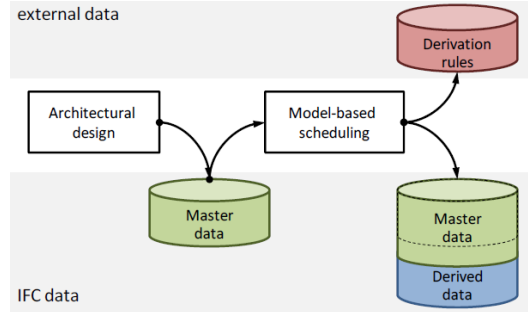 external data
Derivation
rules
Architectural
design
Model-based
scheduling
Master
data
Master
data
Derived
data
IFC data